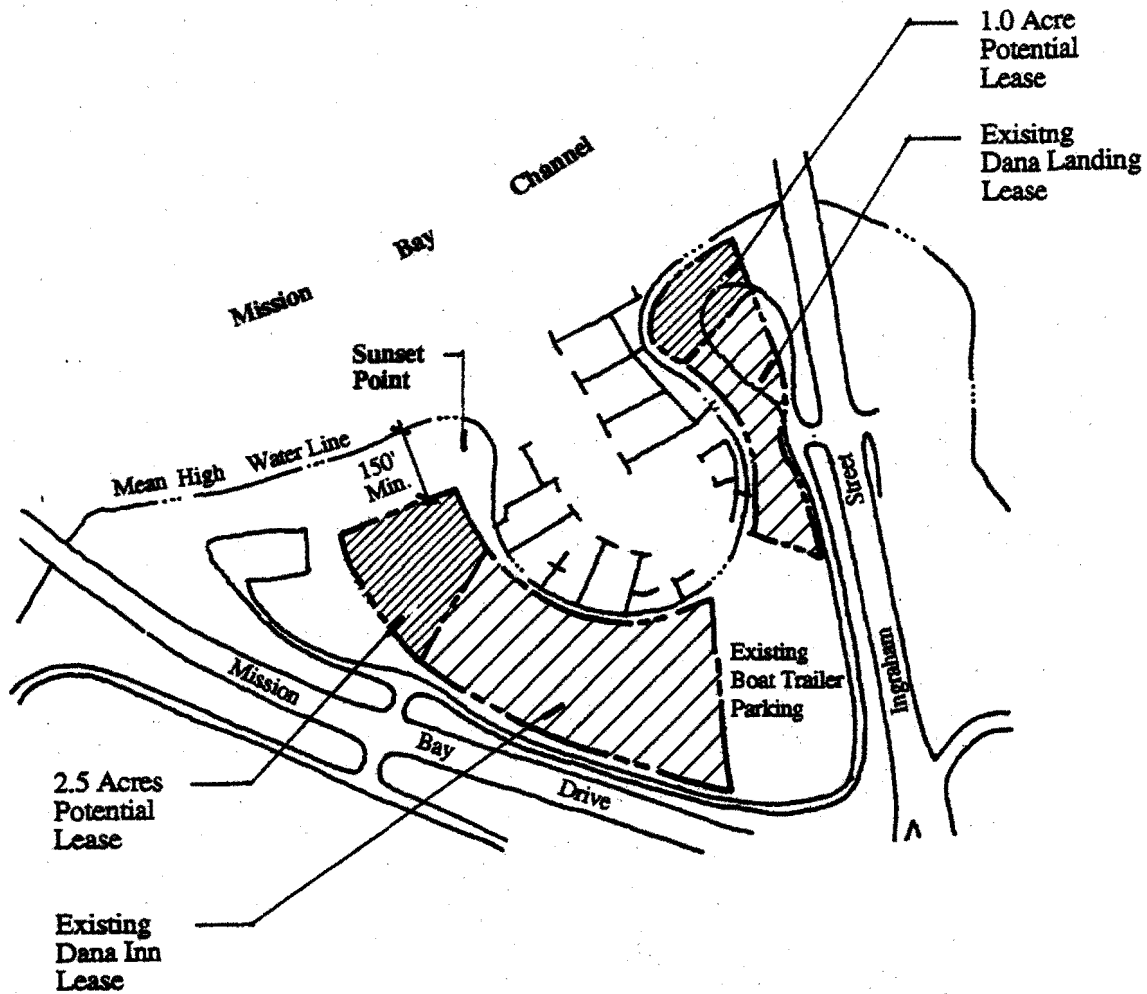 1.0 Acre
Potential
Lease
Exisitng
Dana Landing
Lease
Channel
Bay
Mission
Sunset
Point
Mean High Water Line
150'
Min.
Street
Ingraham
Existing
Boat Trailer
Parking
Mission
Bay
Drive
2.5 Acres
Potential
Lease
Existing
Dana Inn
Lease